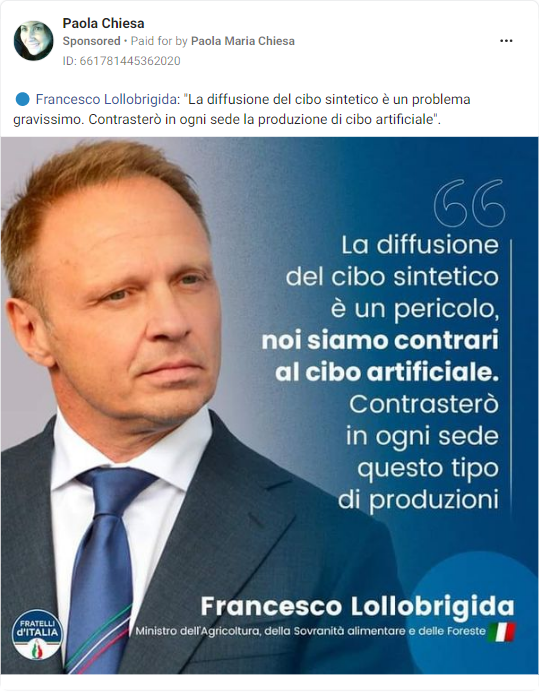 Paola Chiesa
Sponsored • Paid for by Paola Maria Chiesa
ID: 661781445362020
Francesco Lollobrigida: "La diffusione del cibo sintetico è un problema
gravissimo. Contrasterò in ogni sede la produzione di cibo artificiale".
La diffusione
del cibo sintetico
è un pericolo,
noi siamo contrari
al cibo artificiale.
Contrasterò
in ogni sede
questo tipo
di produzioni
Francesco Lollobrigida
Ministro dell'Agricoltura, della Sovranità alimentare e delle Foreste
FRATELLI
d'ITALIA